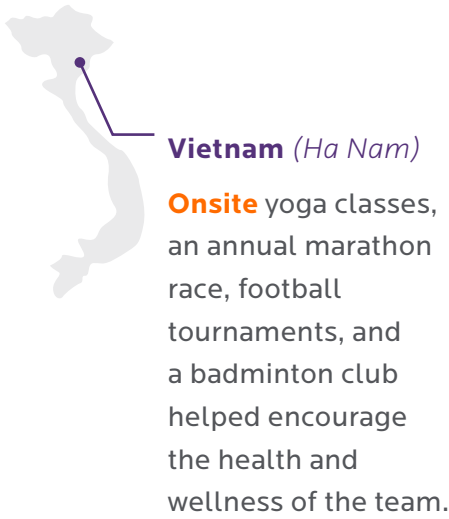 Vietnam (Ha Nam)
Onsite yoga classes,
an annual marathon
race, football
tournaments, and
a badminton club
helped encourage
the health and
wellness of the team.